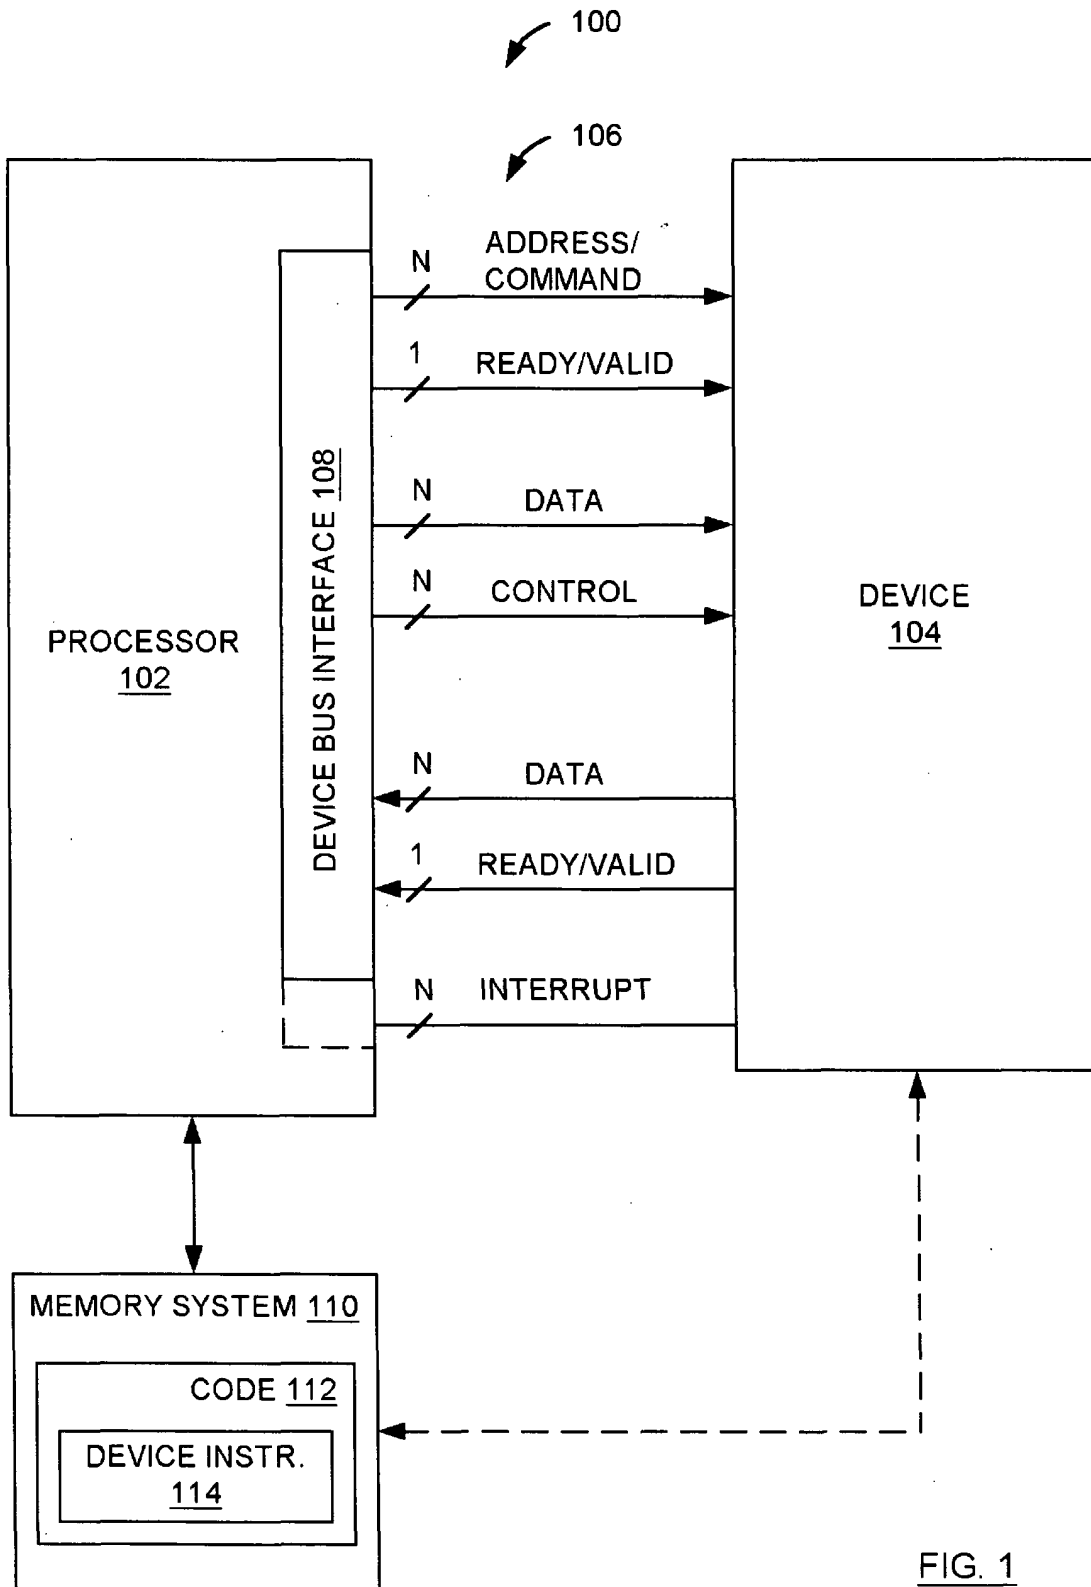 100
106
N
ADDRESS/
COMMAND
1
READY/VALID
N
DATA
N
CONTROL
DEVICE BUS INTERFACE 108
PROCESSOR
102
DEVICE
104
N
DATA
1
READY/VALID
N
INTERRUPT
MEMORY SYSTEM 110
CODE 112
DEVICE INSTR.
114
FIG. 1